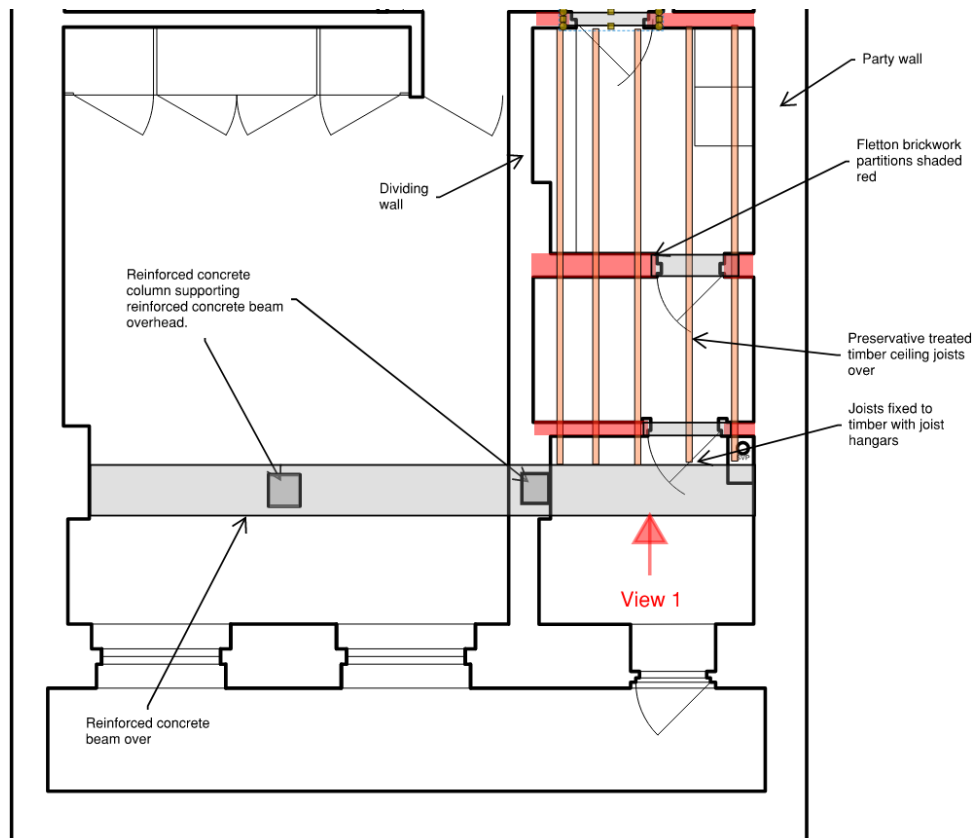 Party wall
Fletton brickwork
partitions shaded
red
Dividing
wall
Reinforced concrete
column supporting
reinforced concrete beam
overhead.
Preservative treated
timber ceiling joists
over
Joists fixed to
timber with joist
hangars
View 1
Reinforced concrete
beam over